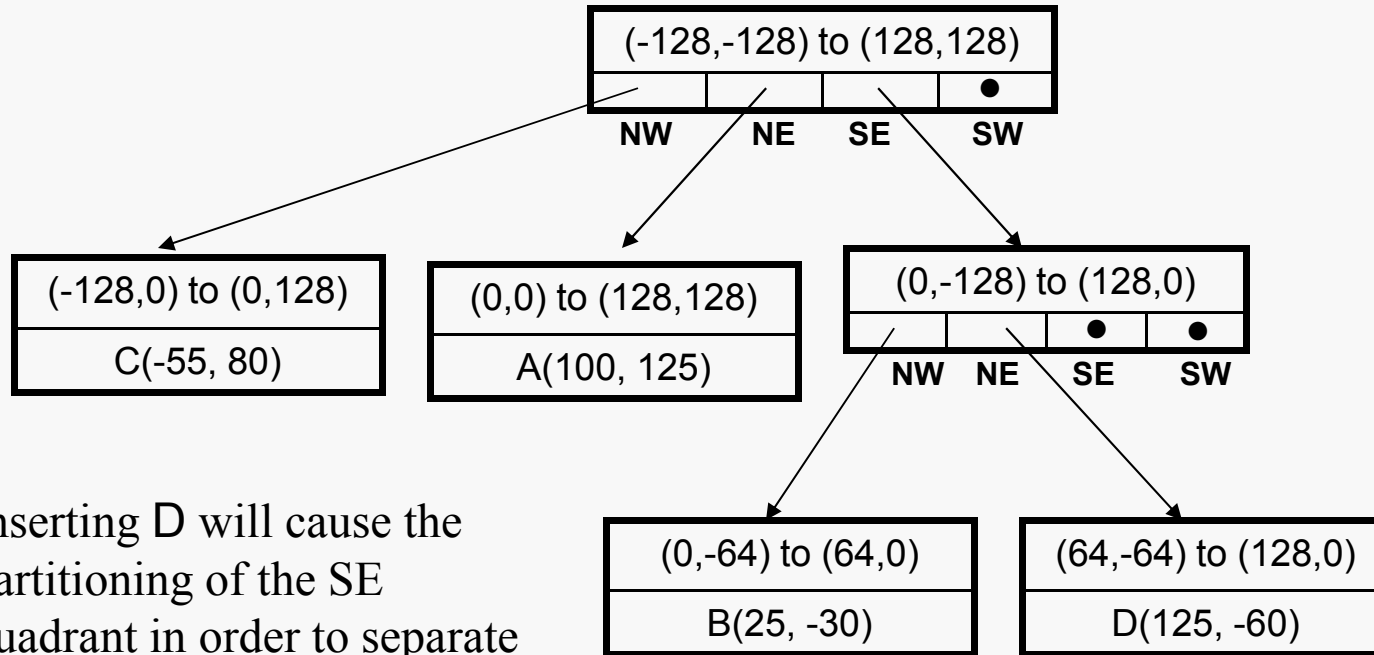 (-128,-128) to (128,128)
NW NE SE SW
(-128,0) to (0,128)
C(-55, 80)
(0,0) to (128,128)
A(100, 125)
(0,-128) to (128,0)
NW NE SE SW
nserting D will cause the
artitioning of the SE
uadrant in order to separate
(0,-64) to (64,0)
B(25, -30)
(64,-64) to (128,0)
D(125, -60)